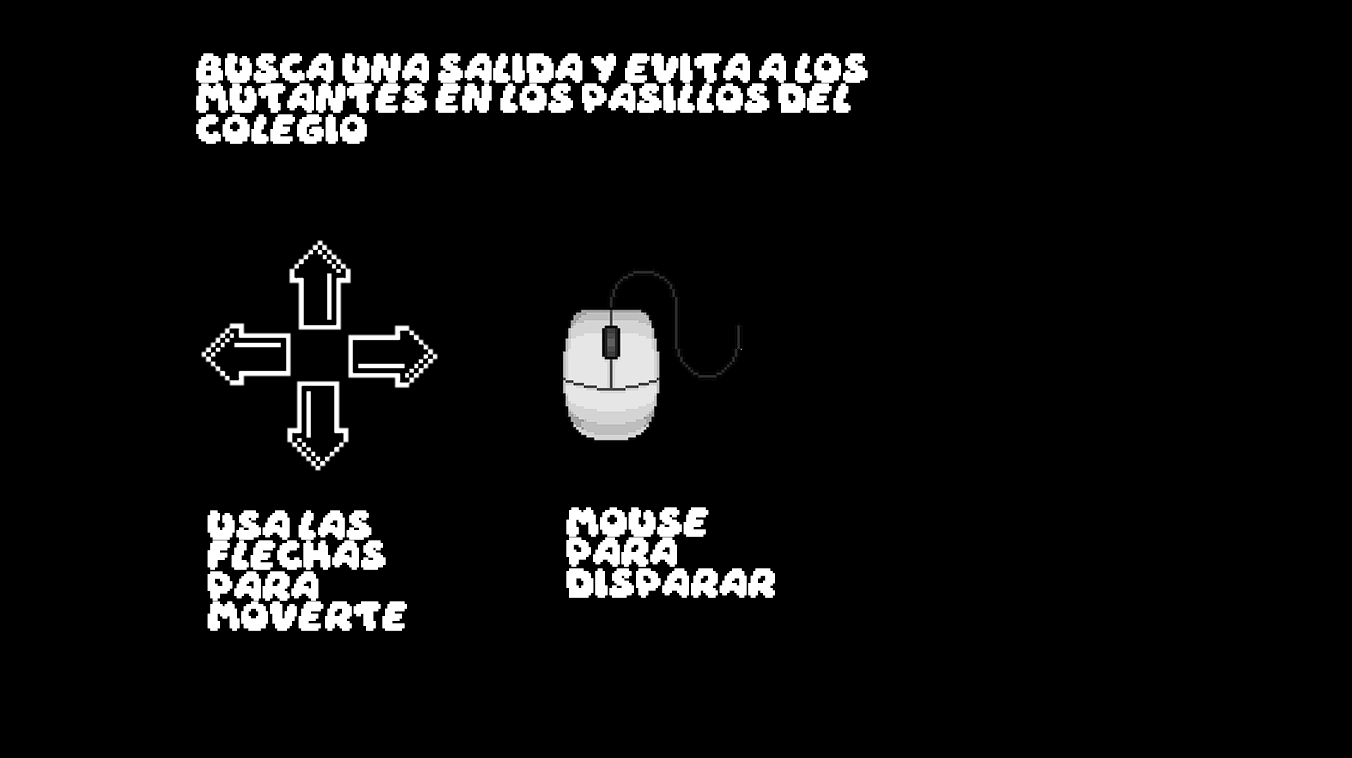 BUSCA UNA SALIDA Y EVITA A LOS
MUTANTES EN LOS PASILLOS DEL
COLEGIO
USA LAS
FLECHAS
PARA
MOVERTE
MOUSE
PARA
DISPARAR